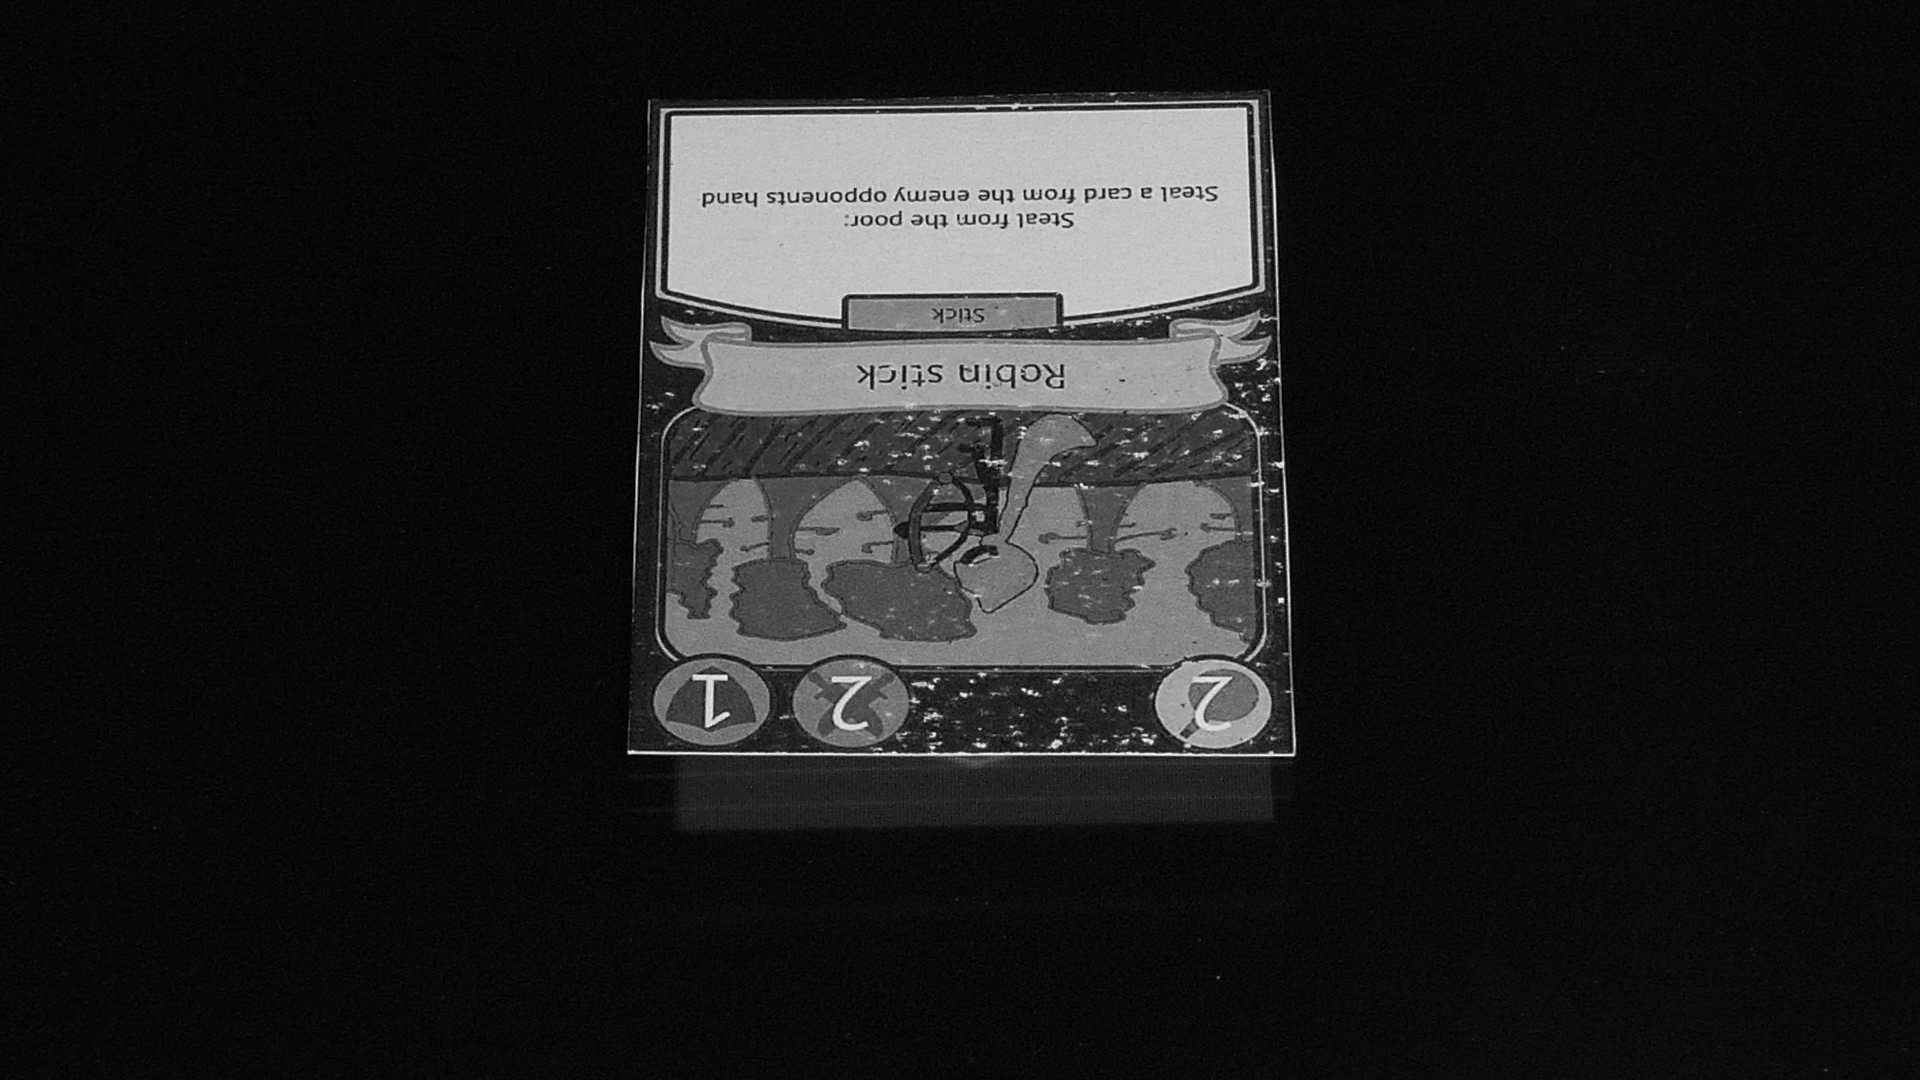 2 2 1
Robin stick
Stick
Steal from the poor:
Steal a card from the enemy opponents hand